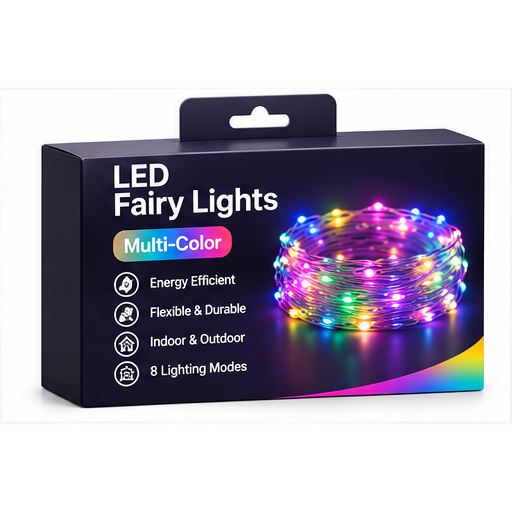 LED
Fairy Lights
Multi-Color
Energy Efficient
Flexible & Durable
Indoor & Outdoor
8 Lighting Modes